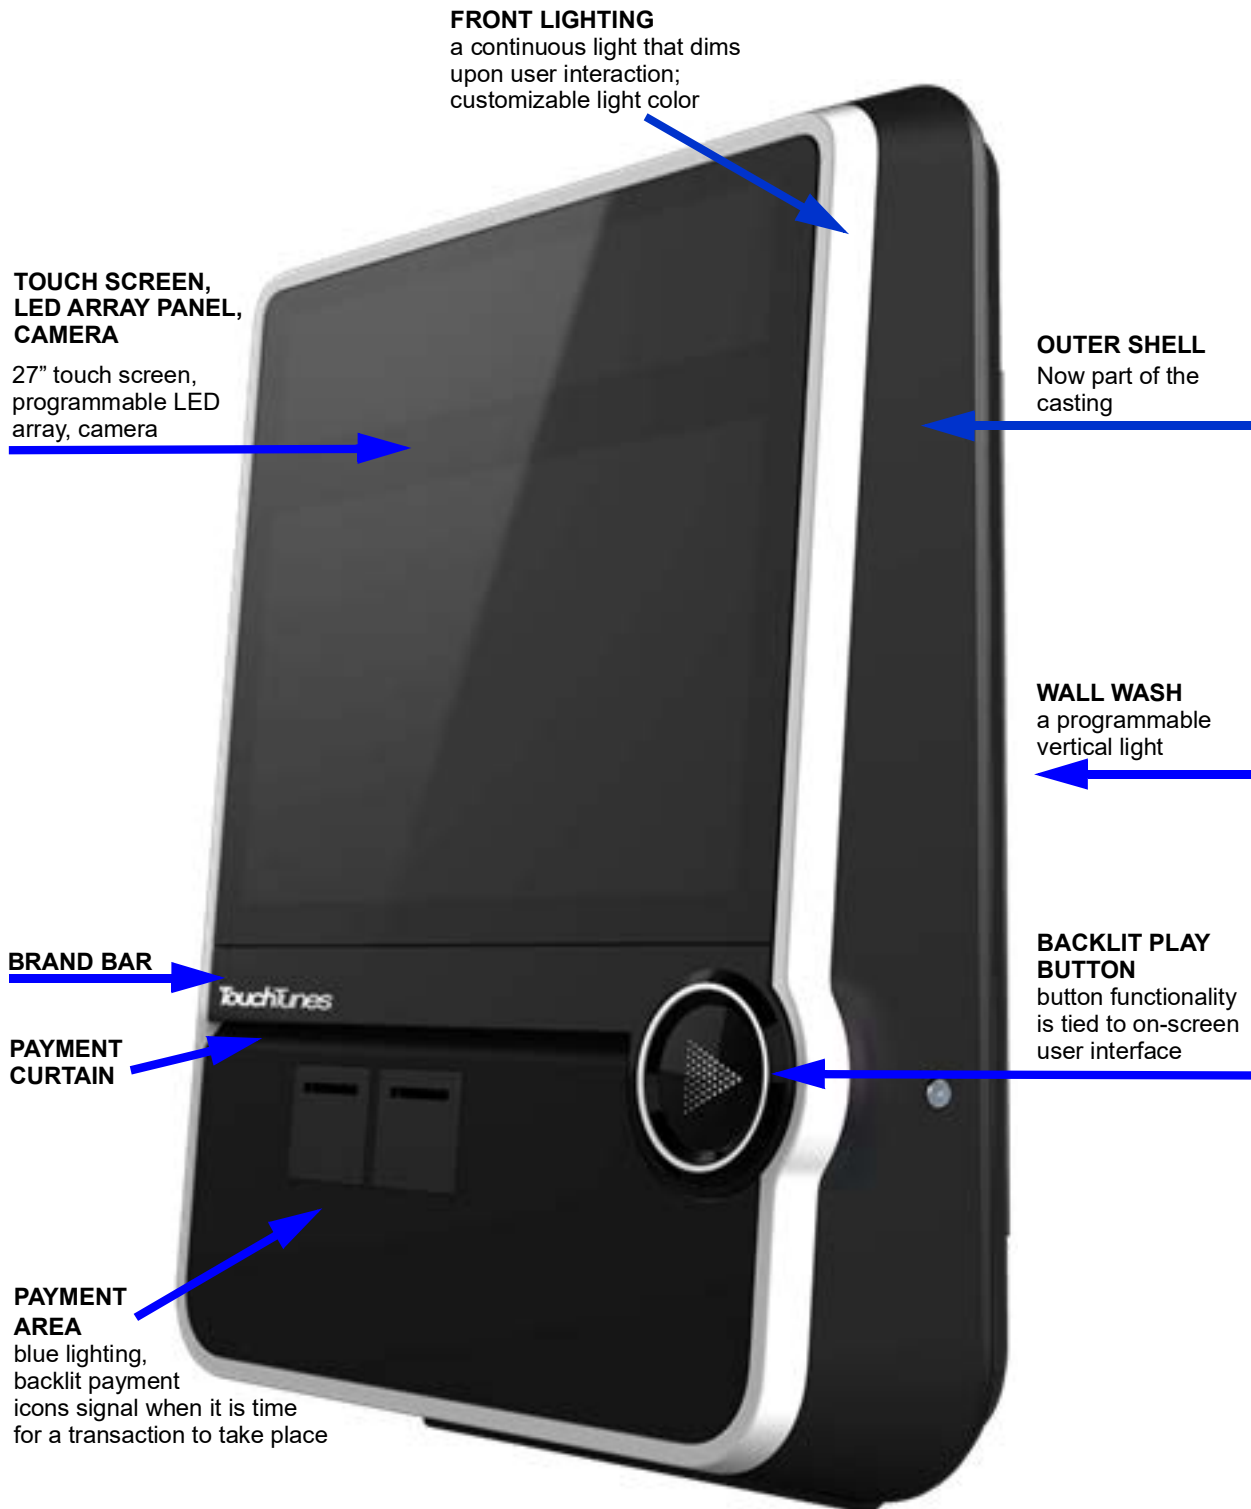 FRONT LIGHTING
a continuous light that dims
upon user interaction;
customizable light color
TOUCH SCREEN,
LED ARRAY PANEL,
CAMERA
27” touch screen,
programmable LED
array, camera
OUTER SHELL
Now part of the
casting
WALL WASH
a programmable
vertical light
BRAND BAR
TouchTunes
PAYMENT
CURTAIN
BACKLIT PLAY
BUTTON
button functionality
is tied to on-screen
user interface
PAYMENT
AREA
blue lighting,
backlit payment
icons signal when it is time
for a transaction to take place